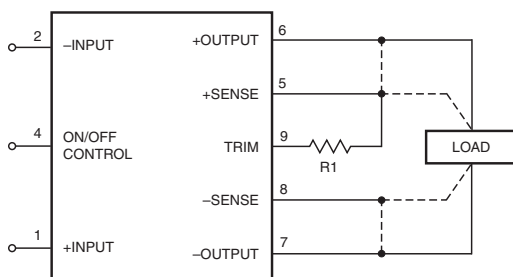 2 –INPUT
4 ON/OFF
CONTROL
1 +INPUT
+OUTPUT 6
+SENSE 5
TRIM 9
R1
–SENSE 8
–OUTPUT 7
LOAD